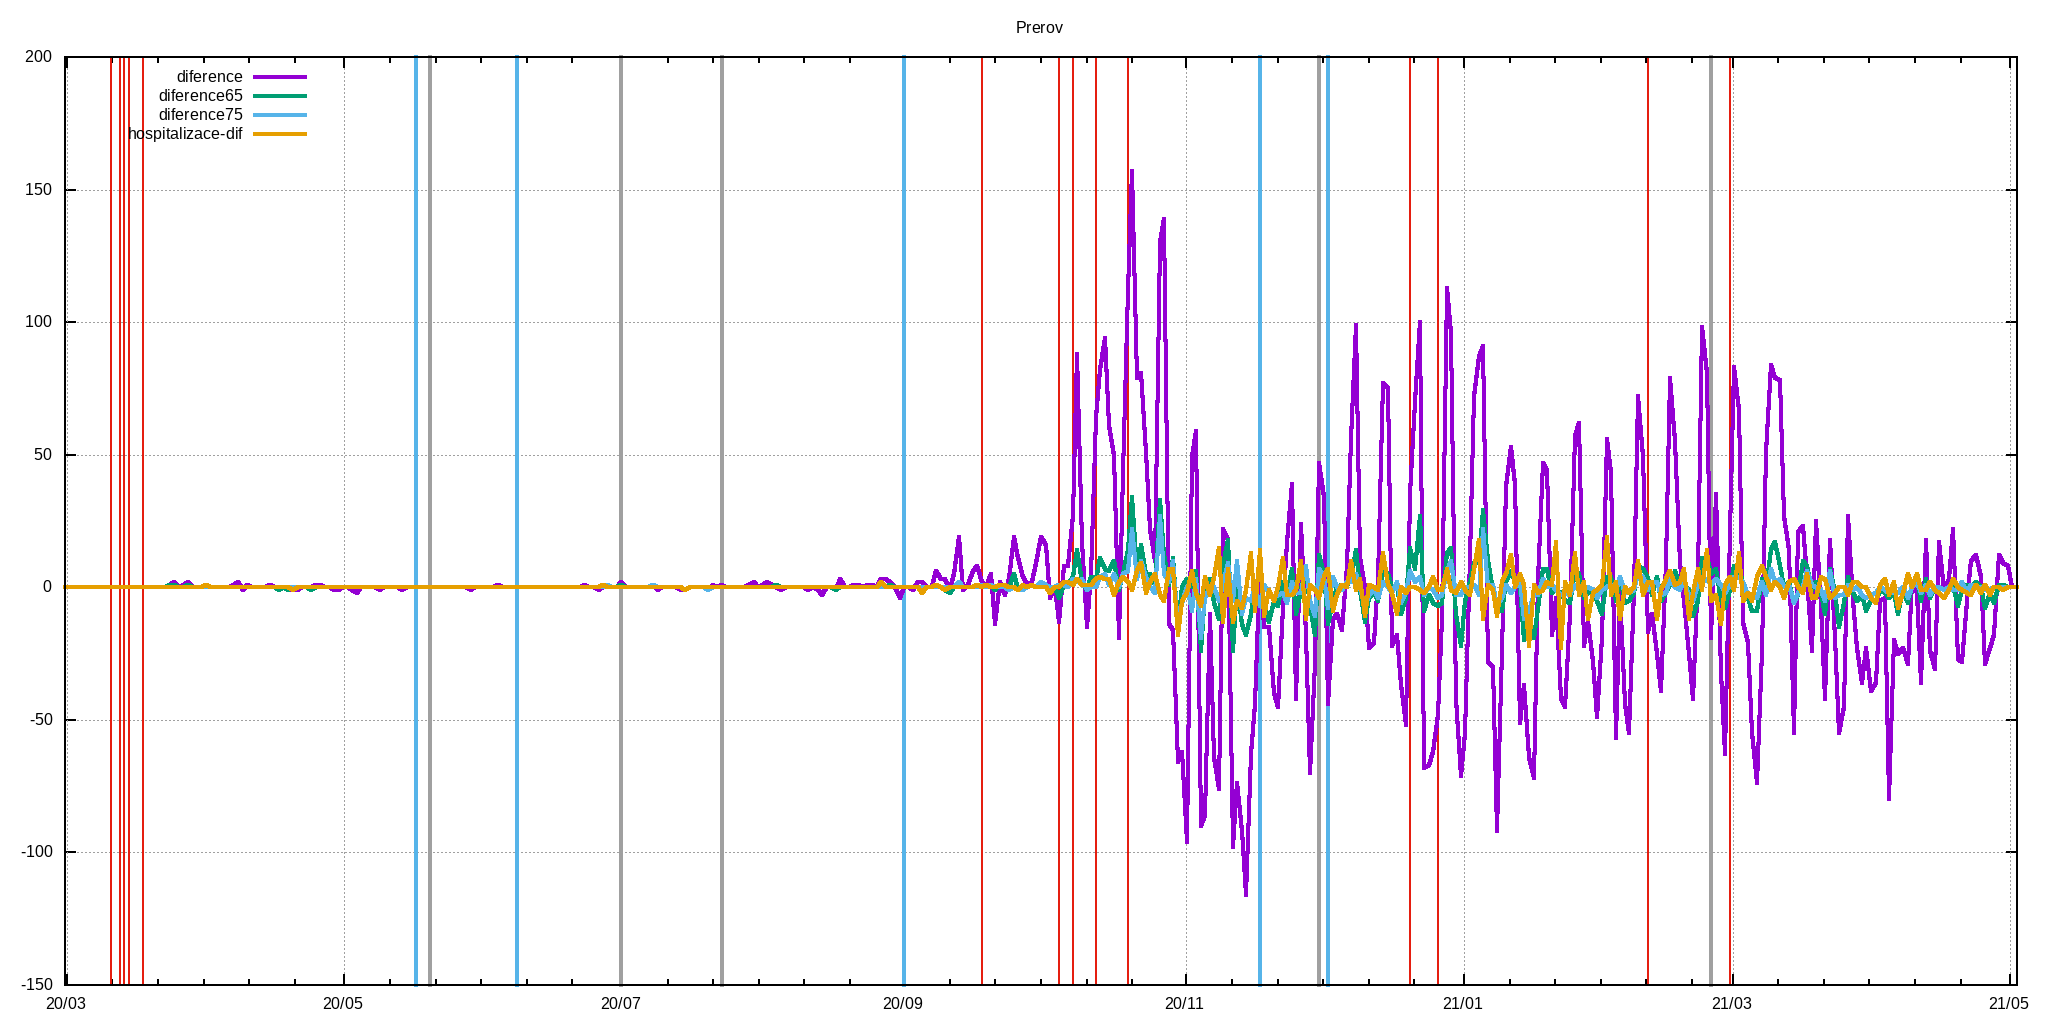 Prerov
200
diference
diference65
diference75
hospitalizace-dif
150
100
50
0
-50
-100
-150
20/03 20/05 20/07 20/09 20/11 21/01 21/03 21/05